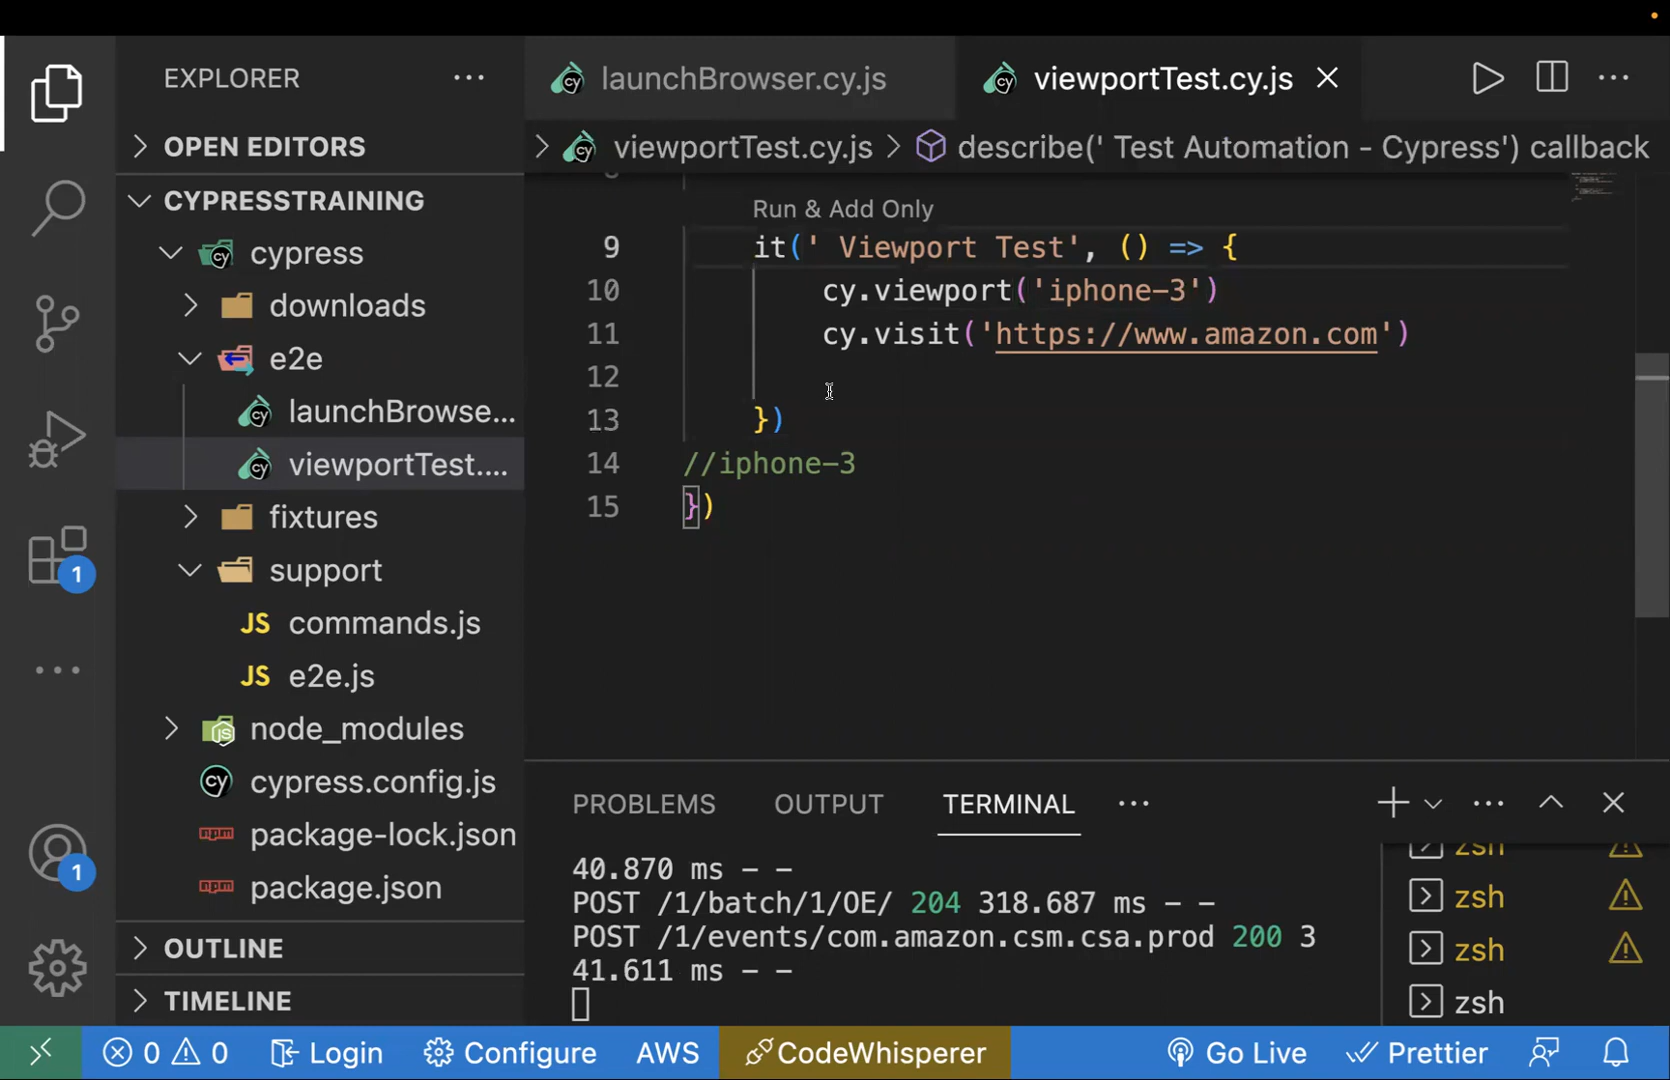 EXPLORER
launchBrowser.cy.js
viewportTest.cy.js
OPEN EDITORS
viewportTest.cy.js
describe(' Test Automation - Cypress') callback
CYPRESSTRAINING
cypress
downloads
e2e
launchBrowse...
viewportTest....
fixtures
support
commands.js
JS
e2e.js
JS
node_modules
cypress.config.js
package-lock.json
package.json
OUTLINE
TIMELINE
1
1
Run & Add Only
9 it(' Viewport Test', () => {
10 cy.viewport('iphone-3')
11 cy.visit('https://www.amazon.com')
12
13 })
14 //iphone-3
15 })
PROBLEMS OUTPUT TERMINAL
40.870 ms - -
POST /1/batch/1/OE/ 204 318.687 ms - -
POST /1/events/com.amazon.csm.csa.prod 200 3
41.611 ms - -
zsh
zsh
zsh
zsh
0 0 Login Configure AWS CodeWhisperer Go Live Prettier